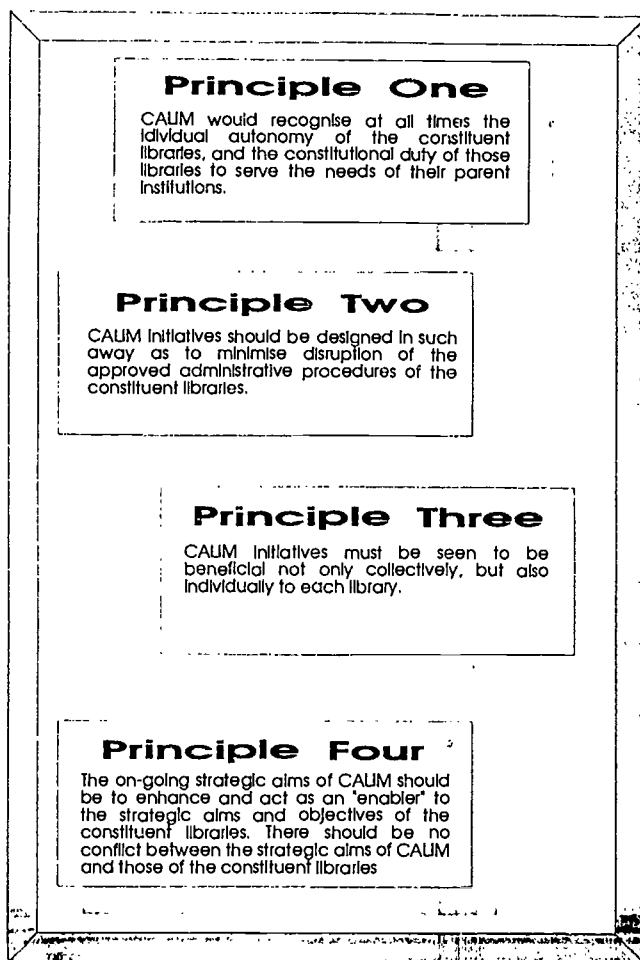 Principle One
CALIM would recognise at all times the
idividual autonomy of the constituent
libraries, and the constitutional duty of those
libraries to serve the needs of their parent
institutions.
Principle Two
CALIM initiatives should be designed in such
away as to minimise disruption of the
approved administrative procedures of the
constituent libraries.
Principle Three
CALIM initiatives must be seen to be
beneficial not only collectively, but also
individually to each library.
Principle Four
The on-going strategic aims of CALIM should
be to enhance and act as an "enabler" to
the strategic aims and objectives of the
constituent libraries. There should be no
conflict between the strategic aims of CALIM
and those of the constituent libraries